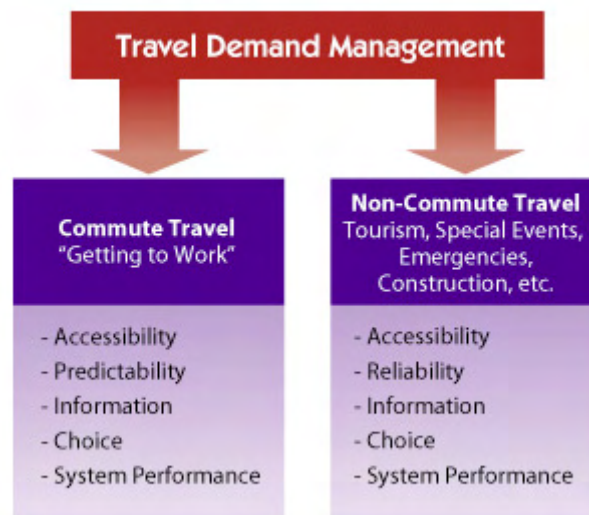 Travel Demand Management
Commute Travel
"Getting to Work"
- Accessibility
- Predictability
- Information
- Choice
- System Performance
Non-Commute Travel
Tourism, Special Events,
Emergencies,
Construction, etc.
- Accessibility
- Reliability
- Information
- Choice
- System Performance